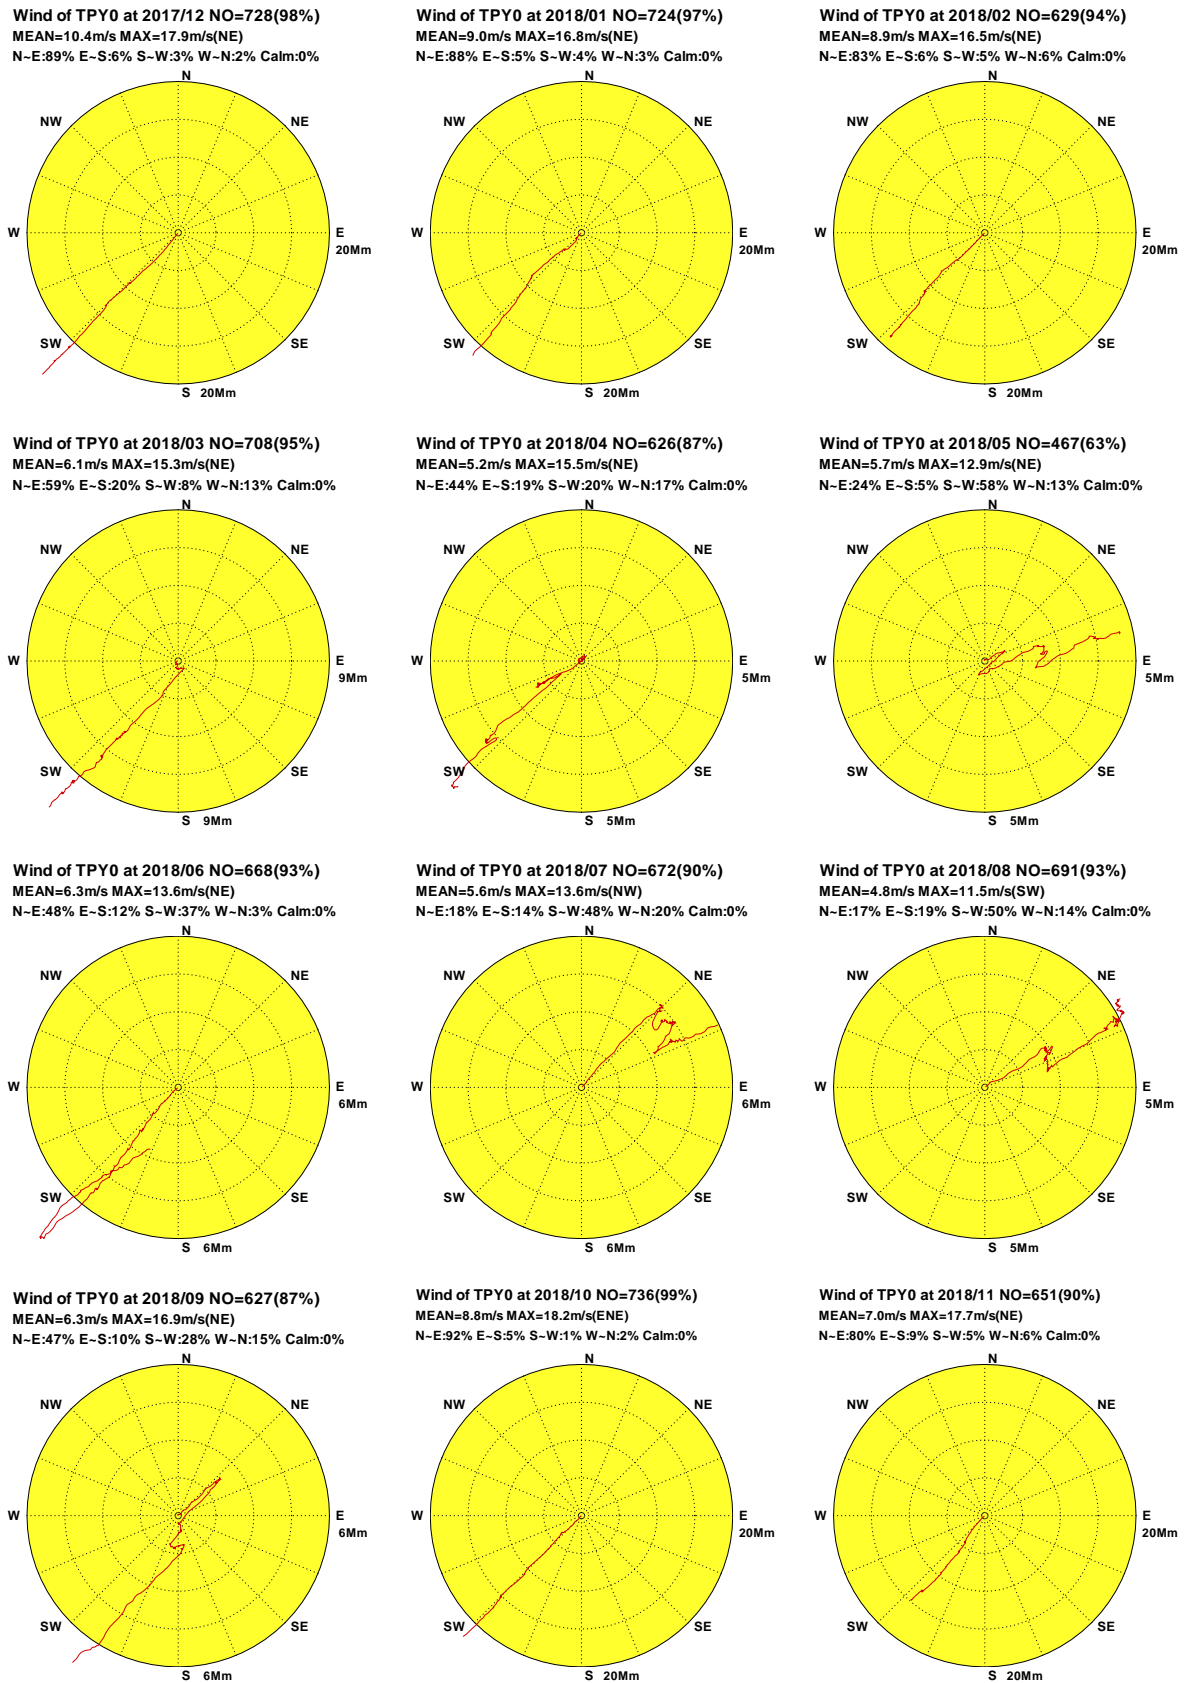 Wind of TPY0 at 2017/12 NO=728(98%)
MEAN=10.4m/s MAX=17.9m/s(NE)
N~E:89% E~S:6% S~W:3% W~N:2% Calm:0%
N
NW
NE
W
E
20Mm
SW
SE
S 20Mm
Wind of TPY0 at 2018/01 NO=724(97%)
MEAN=9.0m/s MAX=16.8m/s(NE)
N~E:88% E~S:5% S~W:4% W~N:3% Calm:0%
N
NW
NE
W
E
20Mm
SW
SE
S 20Mm
Wind of TPY0 at 2018/02 NO=629(94%)
MEAN=8.9m/s MAX=16.5m/s(NE)
N~E:83% E~S:6% S~W:5% W~N:6% Calm:0%
N
NW
NE
W
E
20Mm
SW
SE
S 20Mm
Wind of TPY0 at 2018/03 NO=708(95%)
MEAN=6.1m/s MAX=15.3m/s(NE)
N~E:59% E~S:20% S~W:8% W~N:13% Calm:0%
N
NW
NE
W
E
9Mm
SW
SE
S 9Mm
Wind of TPY0 at 2018/04 NO=626(87%)
MEAN=5.2m/s MAX=15.5m/s(NE)
N~E:44% E~S:19% S~W:20% W~N:17% Calm:0%
N
NW
NE
W
E
5Mm
SW
SE
S 5Mm
Wind of TPY0 at 2018/05 NO=467(63%)
MEAN=5.7m/s MAX=12.9m/s(NE)
N~E:24% E~S:5% S~W:58% W~N:13% Calm:0%
N
NW
NE
W
E
5Mm
SW
SE
S 5Mm
Wind of TPY0 at 2018/06 NO=668(93%)
MEAN=6.3m/s MAX=13.6m/s(NE)
N~E:48% E~S:12% S~W:37% W~N:3% Calm:0%
N
NW
NE
W
E
6Mm
SW
SE
S 6Mm
Wind of TPY0 at 2018/07 NO=672(90%)
MEAN=5.6m/s MAX=13.6m/s(NW)
N~E:18% E~S:14% S~W:48% W~N:20% Calm:0%
N
NW
NE
W
E
6Mm
SW
SE
S 6Mm
Wind of TPY0 at 2018/08 NO=691(93%)
MEAN=4.8m/s MAX=11.5m/s(SW)
N~E:17% E~S:19% S~W:50% W~N:14% Calm:0%
N
NW
NE
W
E
5Mm
SW
SE
S 5Mm
Wind of TPY0 at 2018/09 NO=627(87%)
MEAN=6.3m/s MAX=16.9m/s(NE)
N~E:47% E~S:10% S~W:28% W~N:15% Calm:0%
N
NW
NE
W
E
6Mm
SW
SE
S 6Mm
Wind of TPY0 at 2018/10 NO=736(99%)
MEAN=8.8m/s MAX=18.2m/s(ENE)
N~E:92% E~S:5% S~W:1% W~N:2% Calm:0%
N
NW
NE
W
E
20Mm
SW
SE
S 20Mm
Wind of TPY0 at 2018/11 NO=651(90%)
MEAN=7.0m/s MAX=17.7m/s(NE)
N~E:80% E~S:9% S~W:5% W~N:6% Calm:0%
N
NW
NE
W
E
20Mm
SW
SE
S 20Mm